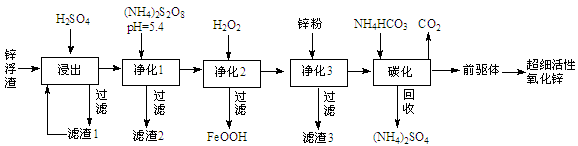 H2SO4
(NH4)2S2O8
pH=5.4
H2O2
锌粉
NH4HCO3
CO2
锌浮渣
浸出
净化1
净化2
净化3
碳化
前驱体
超细活性
氧化锌
过滤
过滤
过滤
过滤
回收
滤渣1
滤渣2
FeOOH
滤渣3
(NH4)2SO4